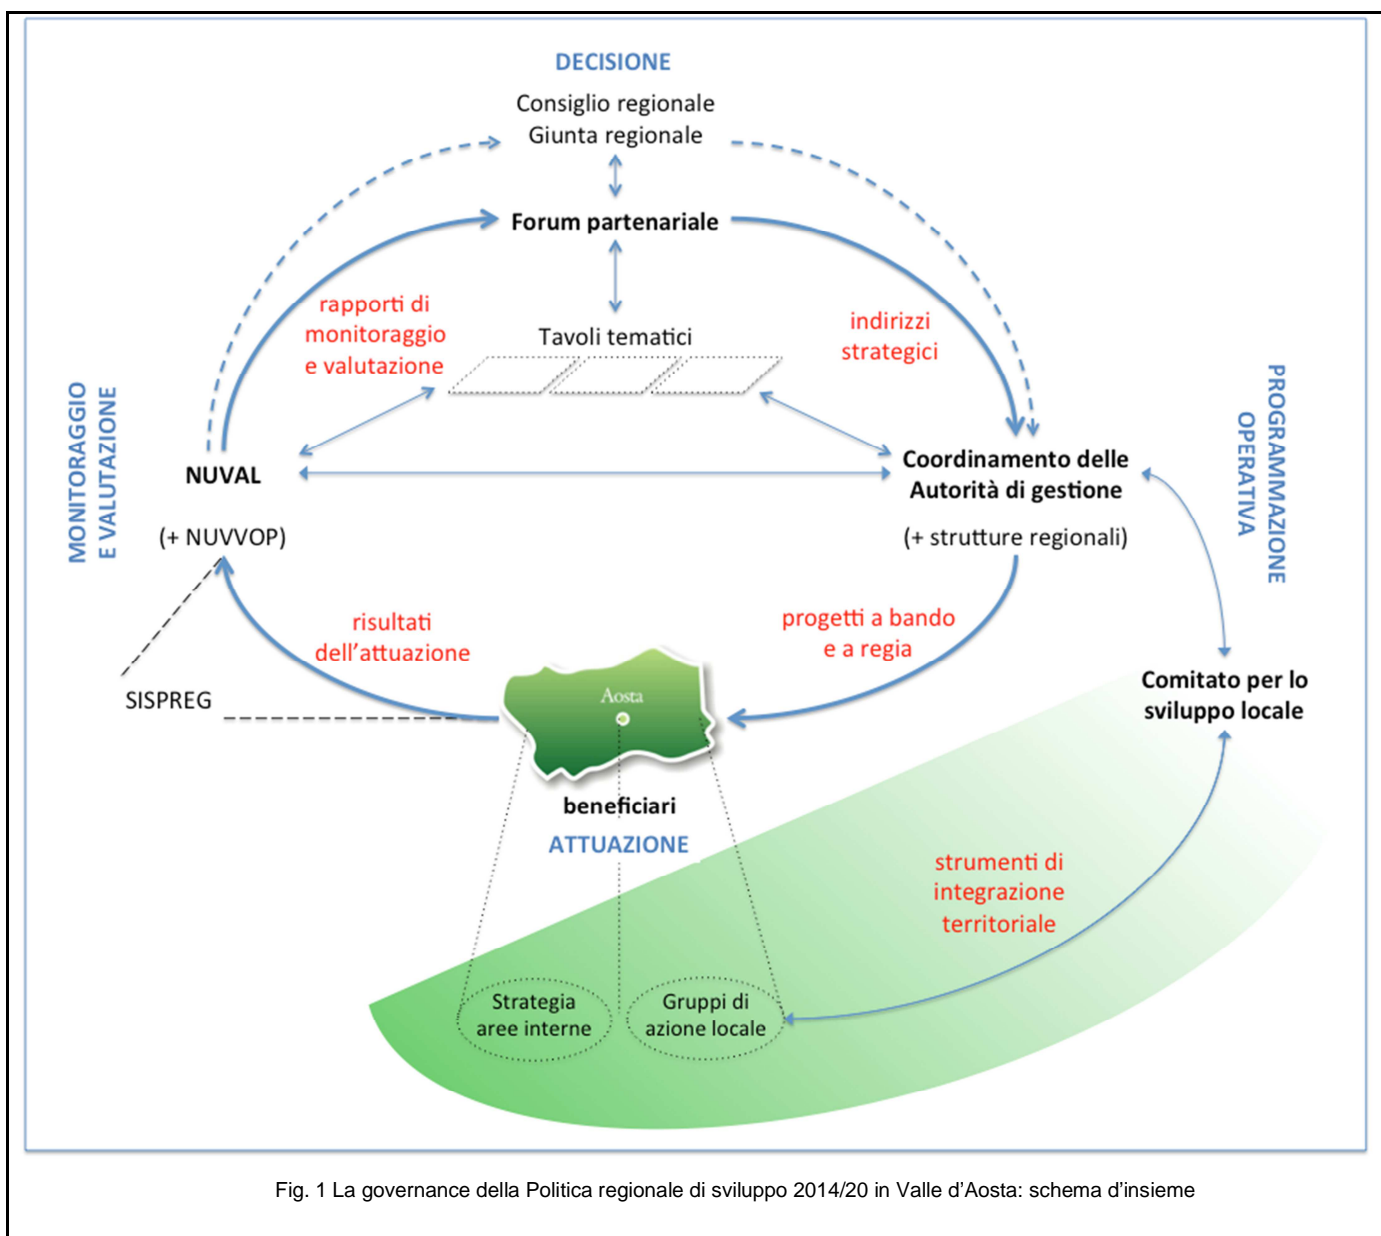 DECISIONE
Consiglio regionale
Giunta regionale
Forum partenariale
rapporti di
monitoraggio
e valutazione
indirizzi
strategici
Tavoli tematici
MONITORAGGIO
E VALUTAZIONE
PROGRAMMAZIONE
OPERATIVA
NUVAL
(+ NUVVOP)
Coordinamento delle
Autorità di gestione
(+ strutture regionali)
risultati
dell’attuazione
progetti a bando
e a regia
SISPREG
Aosta
Comitato per lo
sviluppo locale
beneficiari
ATTUAZIONE
strumenti di
integrazione
territoriale
Strategia
aree interne
Gruppi di
azione locale
Fig. 1 La governance della Politica regionale di sviluppo 2014/20 in Valle d’Aosta: schema d’insieme